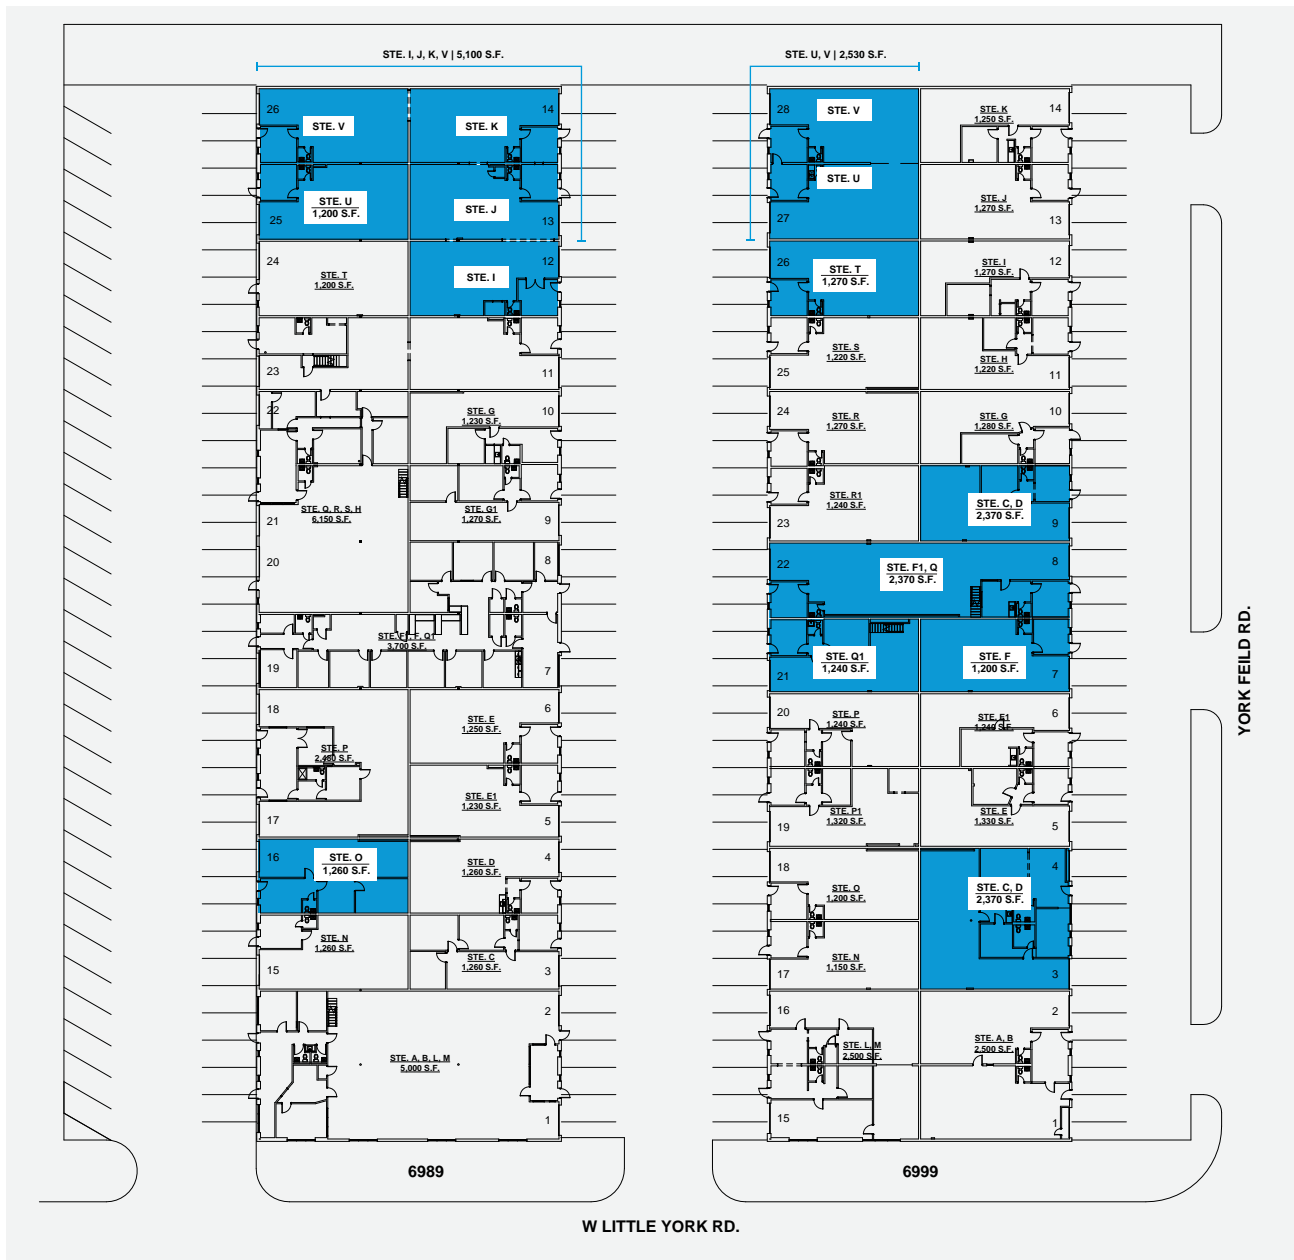 STE. I, J, K, V | 5,100 S.F.
STE. U, V | 2,530 S.F.
26
STE. V
14
STE. K
STE. U
1,200 S.F.
25
STE. J
13
24
STE. T
1,200 S.F.
12
STE. I
23
11
22
STE. G
1,230 S.F.
10
STE. Q, R, S, H
6,150 S.F.
21
STE. G1
1,270 S.F.
9
20
8
STE. F1, F, Q1
3,700 S.F.
19
7
18
STE. E
1,250 S.F.
6
STE. P
2,480 S.F.
17
STE. E1
1,230 S.F.
5
16
STE. O
1,260 S.F.
STE. D
1,260 S.F.
4
STE. N
1,260 S.F.
15
STE. C
1,260 S.F.
3
2
STE. A, B, L, M
5,000 S.F.
1
6989
28
STE. V
STE. K
1,250 S.F.
14
STE. U
27
STE. J
1,270 S.F.
13
26
STE. T
1,270 S.F.
STE. I
1,270 S.F.
12
STE. S
1,220 S.F.
25
STE. H
1,220 S.F.
11
24
STE. R
1,270 S.F.
STE. G
1,280 S.F.
10
STE. R1
1,240 S.F.
23
STE. C, D
2,370 S.F.
9
22
STE. F1, Q
2,370 S.F.
8
STE. Q1
1,240 S.F.
21
STE. F
1,200 S.F.
7
20
STE. P
1,240 S.F.
STE. E1
1,240 S.F.
6
STE. P1
1,320 S.F.
19
STE. E
1,330 S.F.
5
18
STE. O
1,200 S.F.
4
STE. C, D
2,370 S.F.
STE. N
1,150 S.F.
17
3
16
STE. L, M
2,500 S.F.
2
STE. A, B
2,500 S.F.
15
1
6999
YORK FEILD RD.
W LITTLE YORK RD.